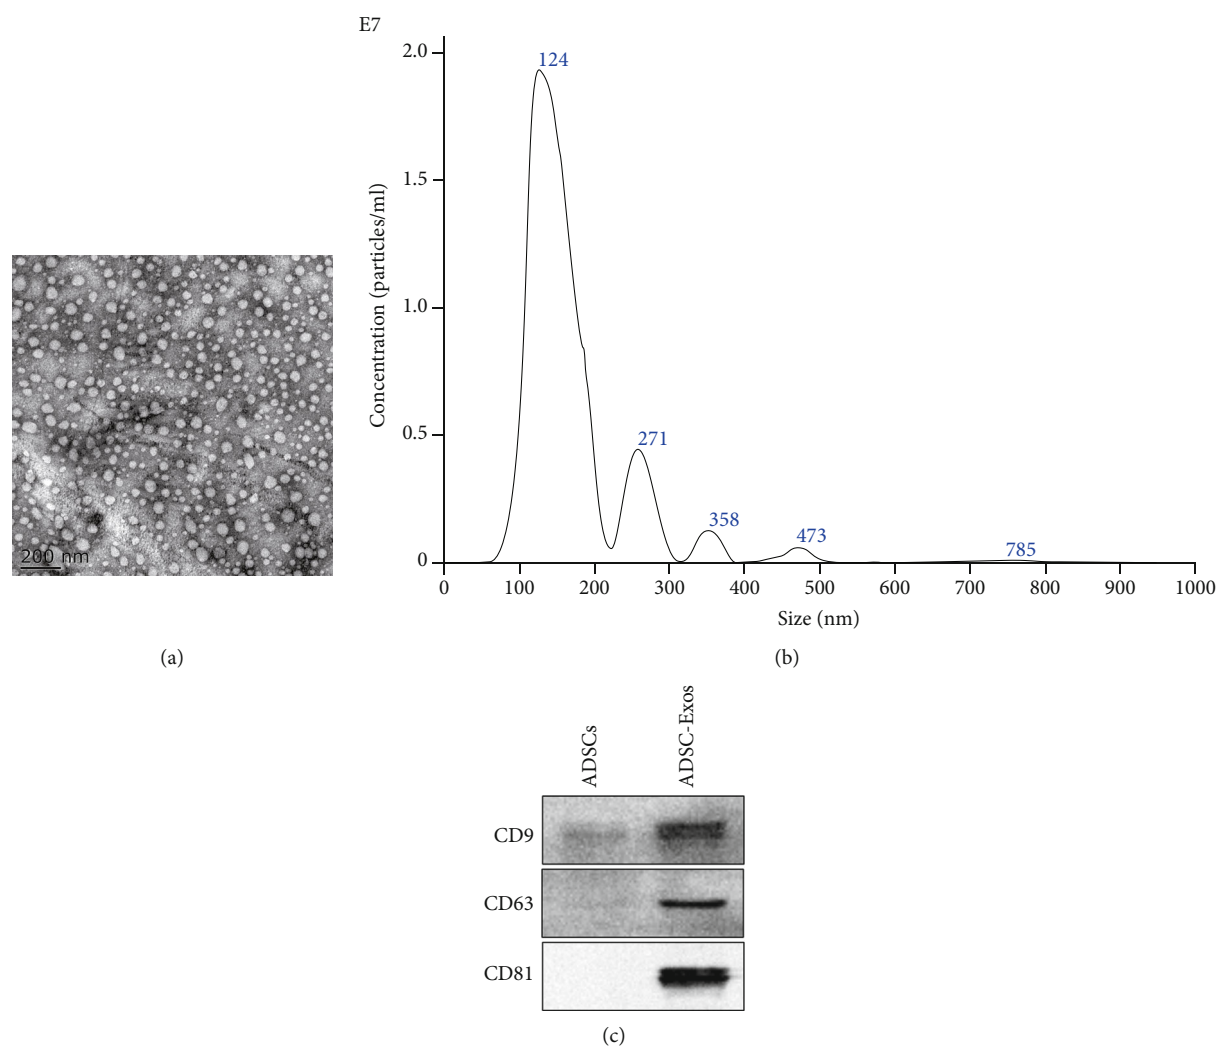 E7
2.0
124
1.5
Concentration (particles/ml)
1.0
0.5
271
358
473
785
0
0 100 200 300 400 500 600 700 800 900 1000
Size (nm)
200 nm
(a)
(b)
ADSCs
ADSC-Exos
CD9
CD63
CD81
(c)